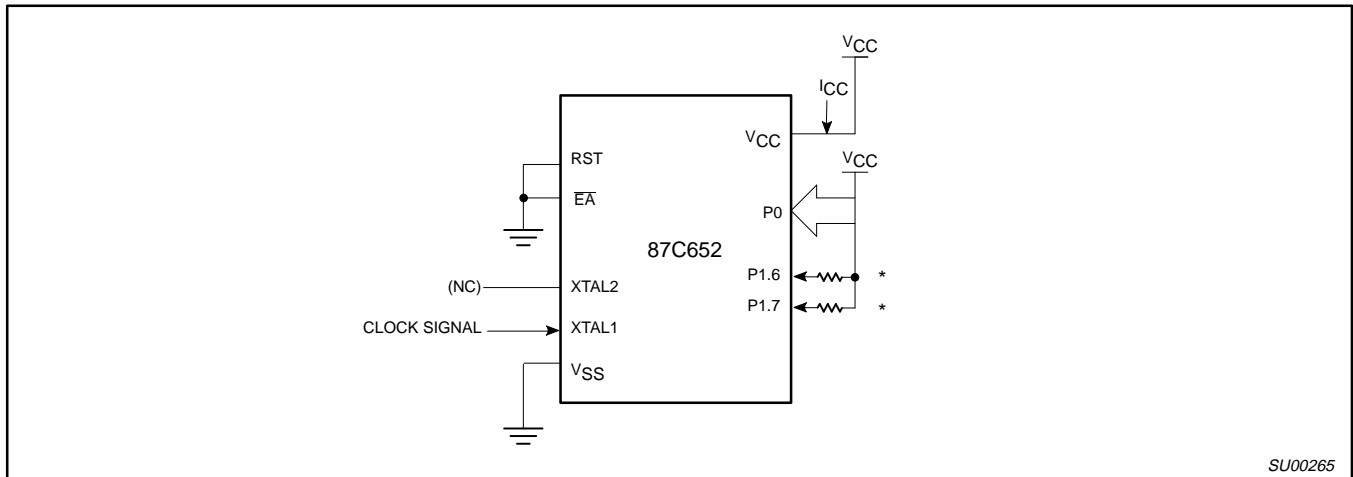 VCC
ICC
VCC
RST
VCC
EA
P0
87C652
P1.6 *
(NC) XTAL2
P1.7 *
CLOCK SIGNAL XTAL1
VSS
SU00265